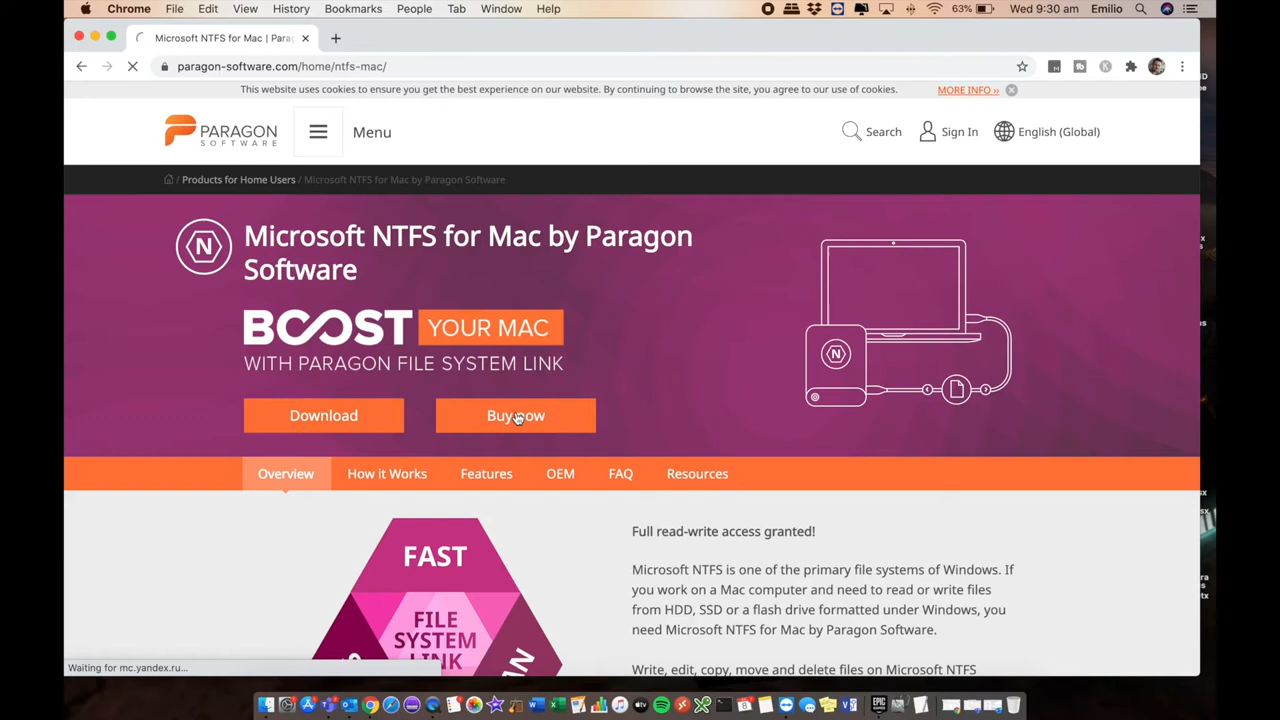 Chrome File Edit View History Bookmarks People Tab Window Help 63% Wed 9:30 am Emilio
Microsoft NTFS for Mac | Para
paragon-software.com/home/ntfs-mac/
This website uses cookies to ensure you get the best experience on our website. By continuing to browse the site, you agree to our use of cookies. MORE INFO ››
PARAGON
SOFTWARE
Menu
Search Sign In English (Global)
/ Products for Home Users / Microsoft NTFS for Mac by Paragon Software
N
Microsoft NTFS for Mac by Paragon
Software
BOOST YOUR MAC
WITH PARAGON FILE SYSTEM LINK
N
Download Buy now
Overview How it Works Features OEM FAQ Resources
FAST
FILE
SYSTEM
LINK
Full read-write access granted!
Microsoft NTFS is one of the primary file systems of Windows. If
you work on a Mac computer and need to read or write files
from HDD, SSD or a flash drive formatted under Windows, you
need Microsoft NTFS for Mac by Paragon Software.
Write, edit, copy, move and delete files on Microsoft NTFS
Waiting for mc.yandex.ru...